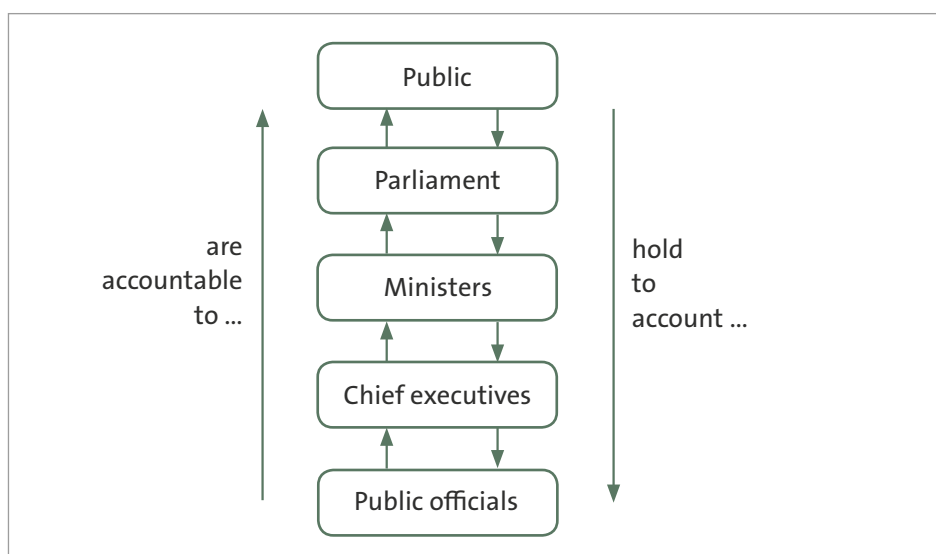 Public
Parliament
Ministers
Chief executives
Public officials
are
accountable
to ...
hold
to
account ...